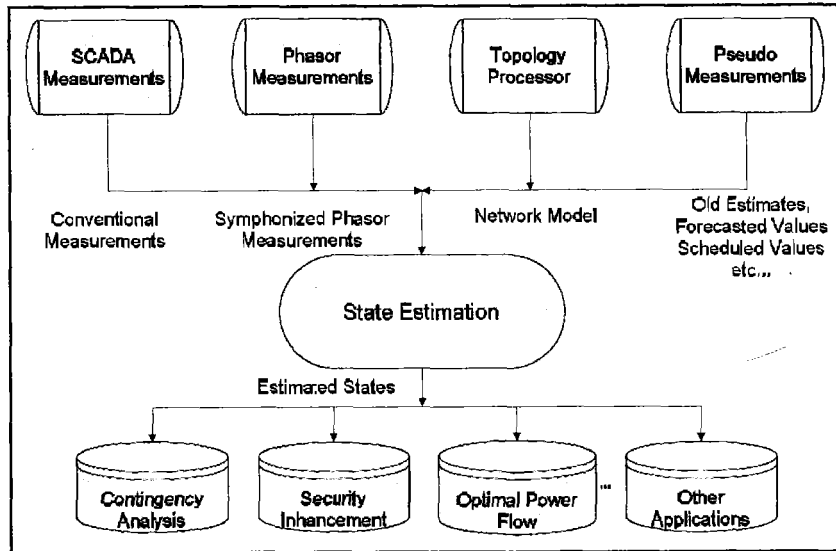 SCADA
Measurements
Phasor
Measurements
Topology
Processor
Pseudo
Measurements
Conventional
Measurements
Symphonized Phasor
Measurements
Network Model
Old Estimates,
Forecasted Values
Scheduled Values
etc...
State Estimation
Estimated States
Contingency
Analysis
Security
Inhancement
Optimal Power
Flow
...
Other
Applications